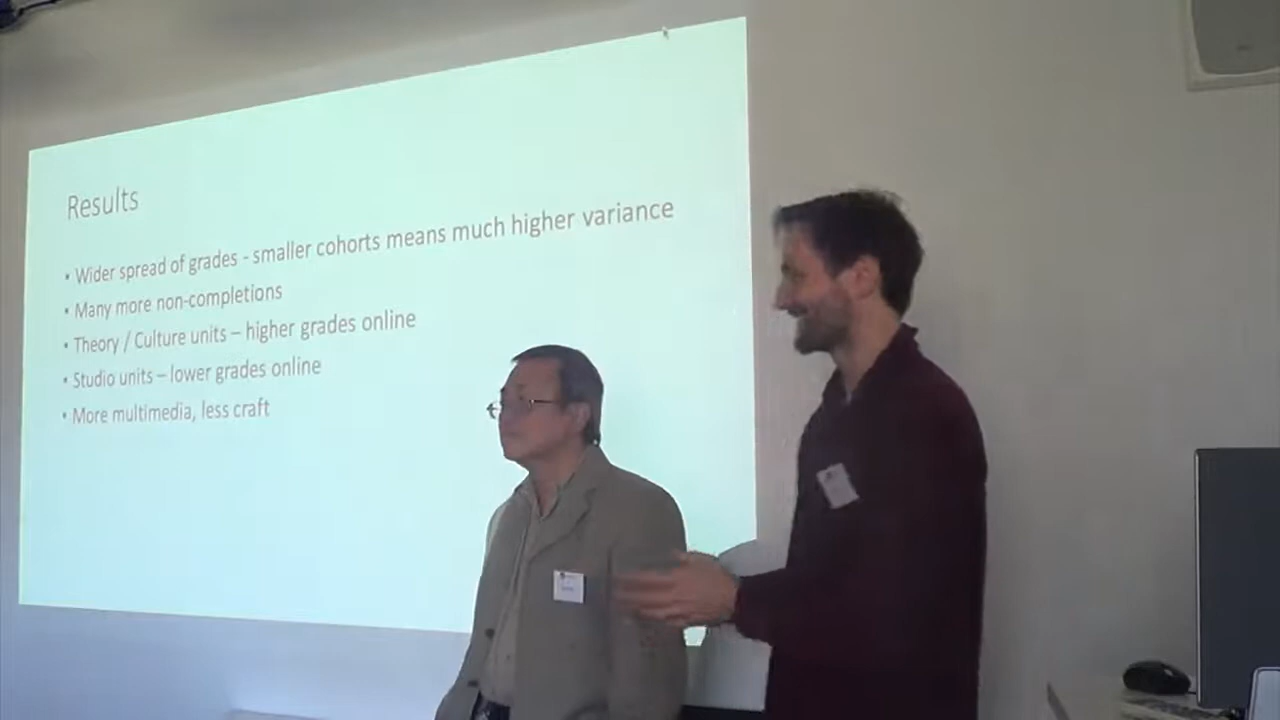 Results
• Wider spread of grades - smaller cohorts means much higher variance
• Many more non-completions
• Theory / Culture units – higher grades online
• Studio units – lower grades online
• More multimedia, less craft